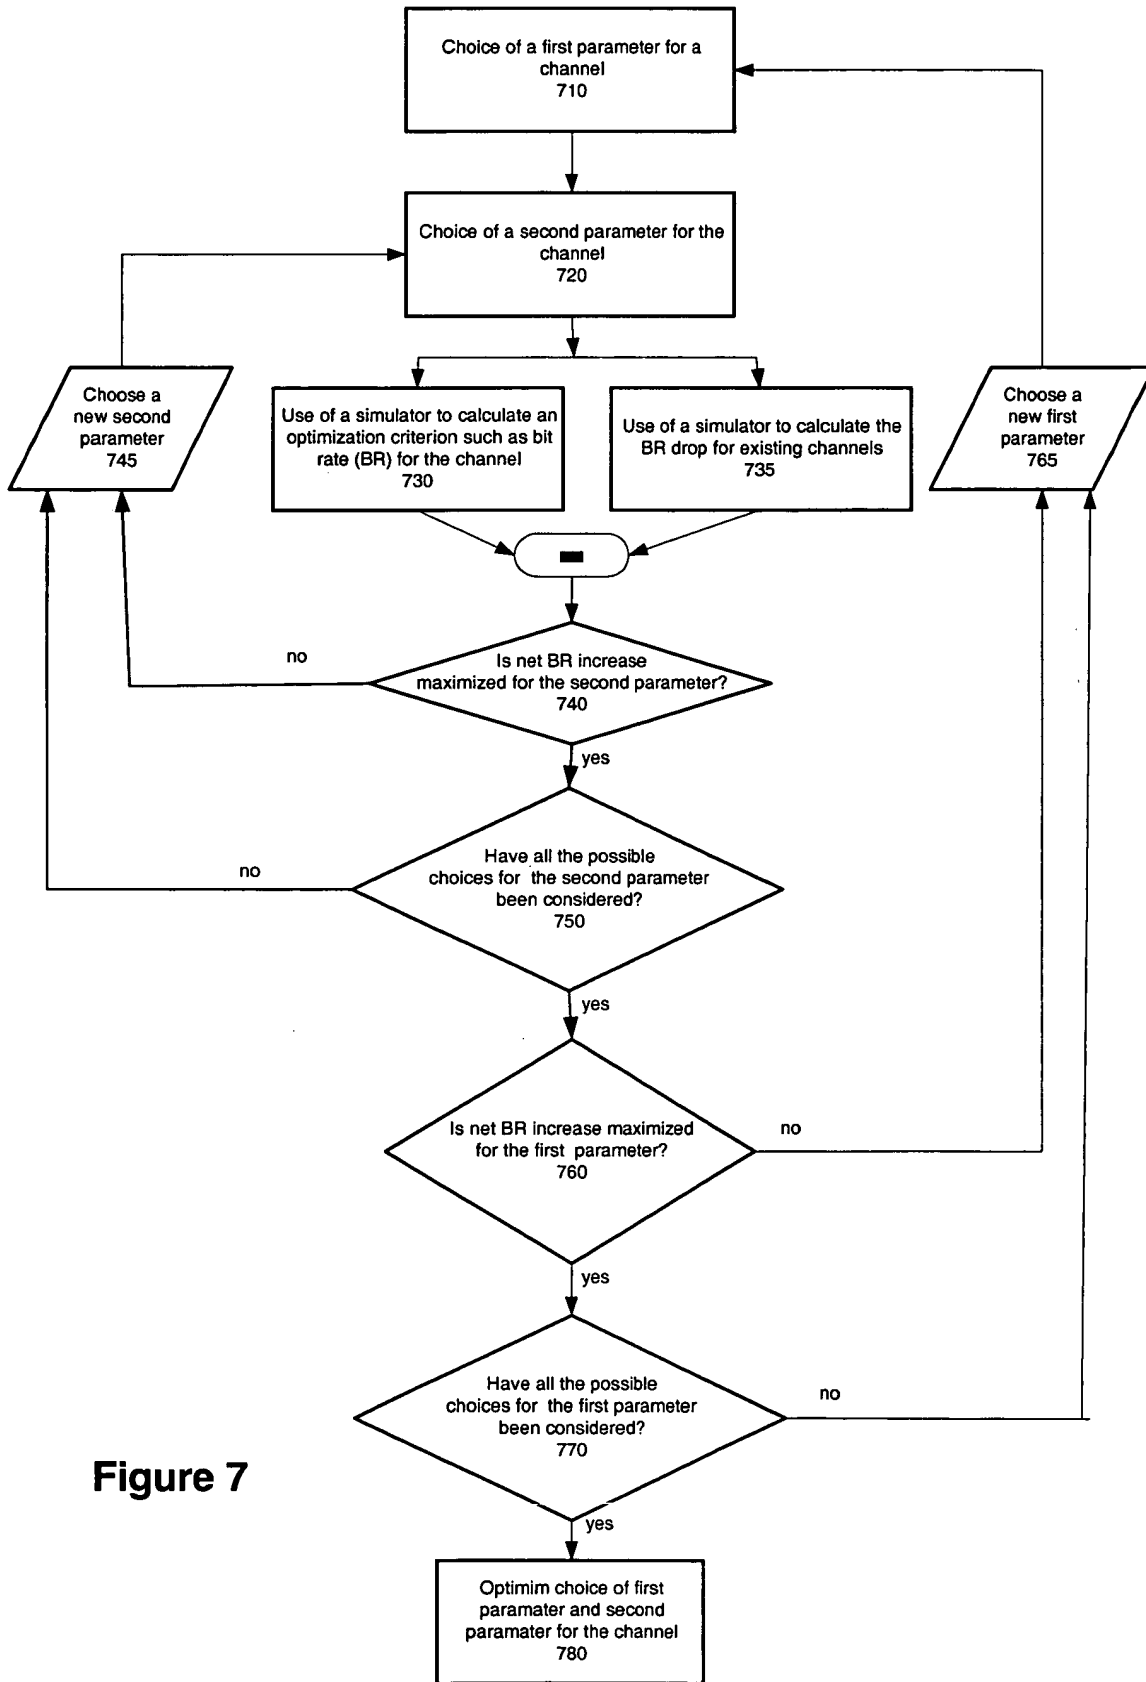 Choice of a first parameter for a
channel
710
Choice of a second parameter for the
channel
720
Choose a
new second
parameter
745
Use of a simulator to calculate an
optimization criterion such as bit
rate (BR) for the channel
730
Use of a simulator to calculate the
BR drop for existing channels
735
Choose a
new first
parameter
765
no
Is net BR increase
maximized for the second parameter?
740
yes
no
Have all the possible
choices for the second parameter
been considered?
750
yes
Is net BR increase maximized
for the first parameter?
760
no
yes
Have all the possible
choices for the first parameter
been considered?
770
no
Figure 7
yes
Optimim choice of first
paramater and second
paramater for the channel
780